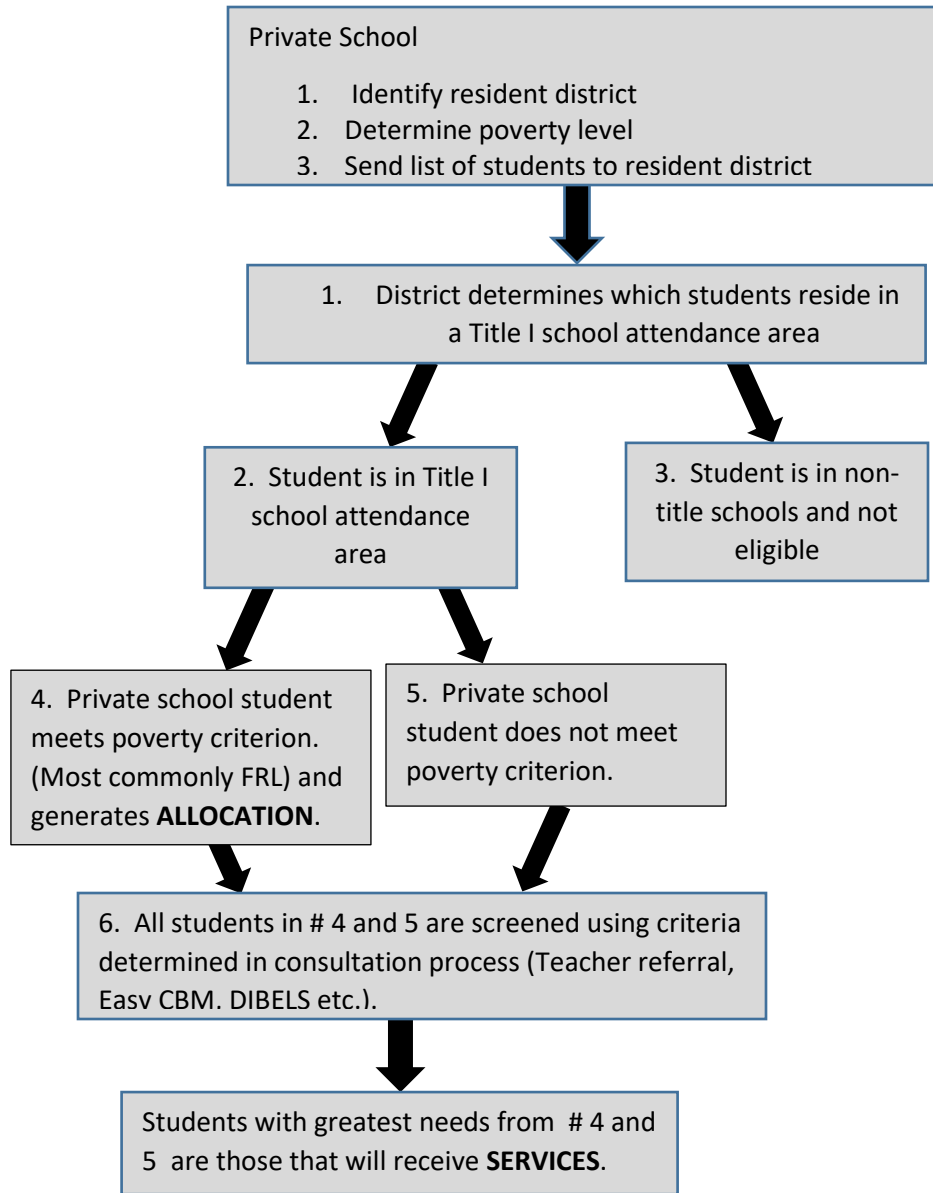 Private School
1. Identify resident district
2. Determine poverty level
3. Send list of students to resident district
1. District determines which students reside in
a Title I school attendance area
2. Student is in Title I
school attendance
area
3. Student is in non-
title schools and not
eligible
4. Private school student
meets poverty criterion.
(Most commonly FRL) and
generates ALLOCATION.
5. Private school
student does not meet
poverty criterion.
6. All students in # 4 and 5 are screened using criteria
determined in consultation process (Teacher referral,
Easy CBM, DIBELS etc.).
Students with greatest needs from # 4 and
5 are those that will receive SERVICES.